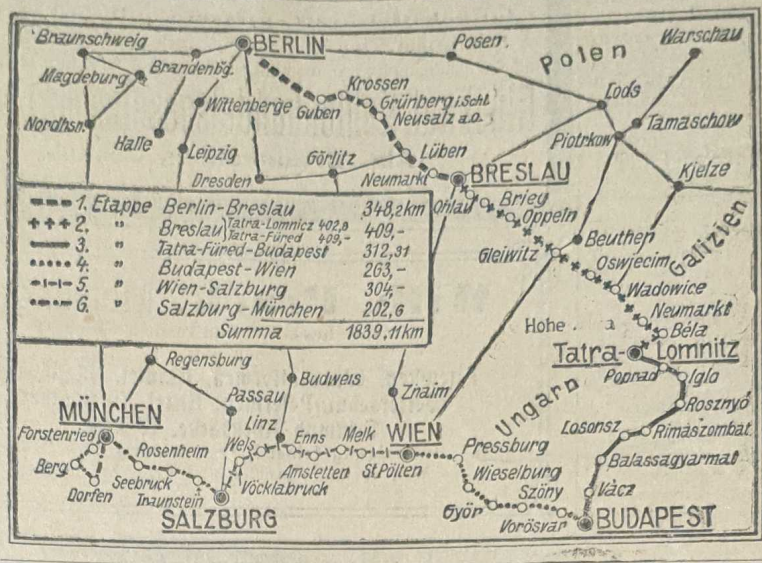 Braunschweig
BERLIN
Posen.
Polen
Warschau
Magdeburg
Brandenbg.
Lods
Krossen
Guben
Grünberg i.Schl.
Neusalz a.O.
Wittenberge
Nordhsn.
Halle
Leipzig
Tamaschow
Piotrkow
Görlitz
Lüben
Dresden
Neumarkt
BRESLAU
Kjelze
Ohlau
Brieg
Oppeln
Galizien
Gleiwitz
Beuthen
Oswjecim
Wadowice
1. Etappe Berlin-Breslau 348,2 km
2. " Breslau Tatra-Lomnicz 402,8
Tatra-Füred 409,- 409,-
3. " Tatra-Füred-Budapest 312,31
4. " Budapest-Wien 263,-
5. " Wien-Salzburg 304,-
6. " Salzburg-München 202,6
Summa 1839,11 km
Neumarkt
Hohe
Béla
Tatra-Lomnitz
Poprad
Iglo
Ungarn
Rosznyó
Regensburg
Budweis
Znaim
Passau
MÜNCHEN
Linz
Losonsz
Rimaszombat
Forstenried
Rosenheim
Wels
Enns
Melk
WIEN
Pressburg
Balassagyarmat
Berg
Dorfen
Seebruck
Traunstein
Vöcklabruck
Amstetten
St.Pölten
Wieselburg
Szöny
Vácz
SALZBURG
Györ
Vorösvar
BUDAPEST